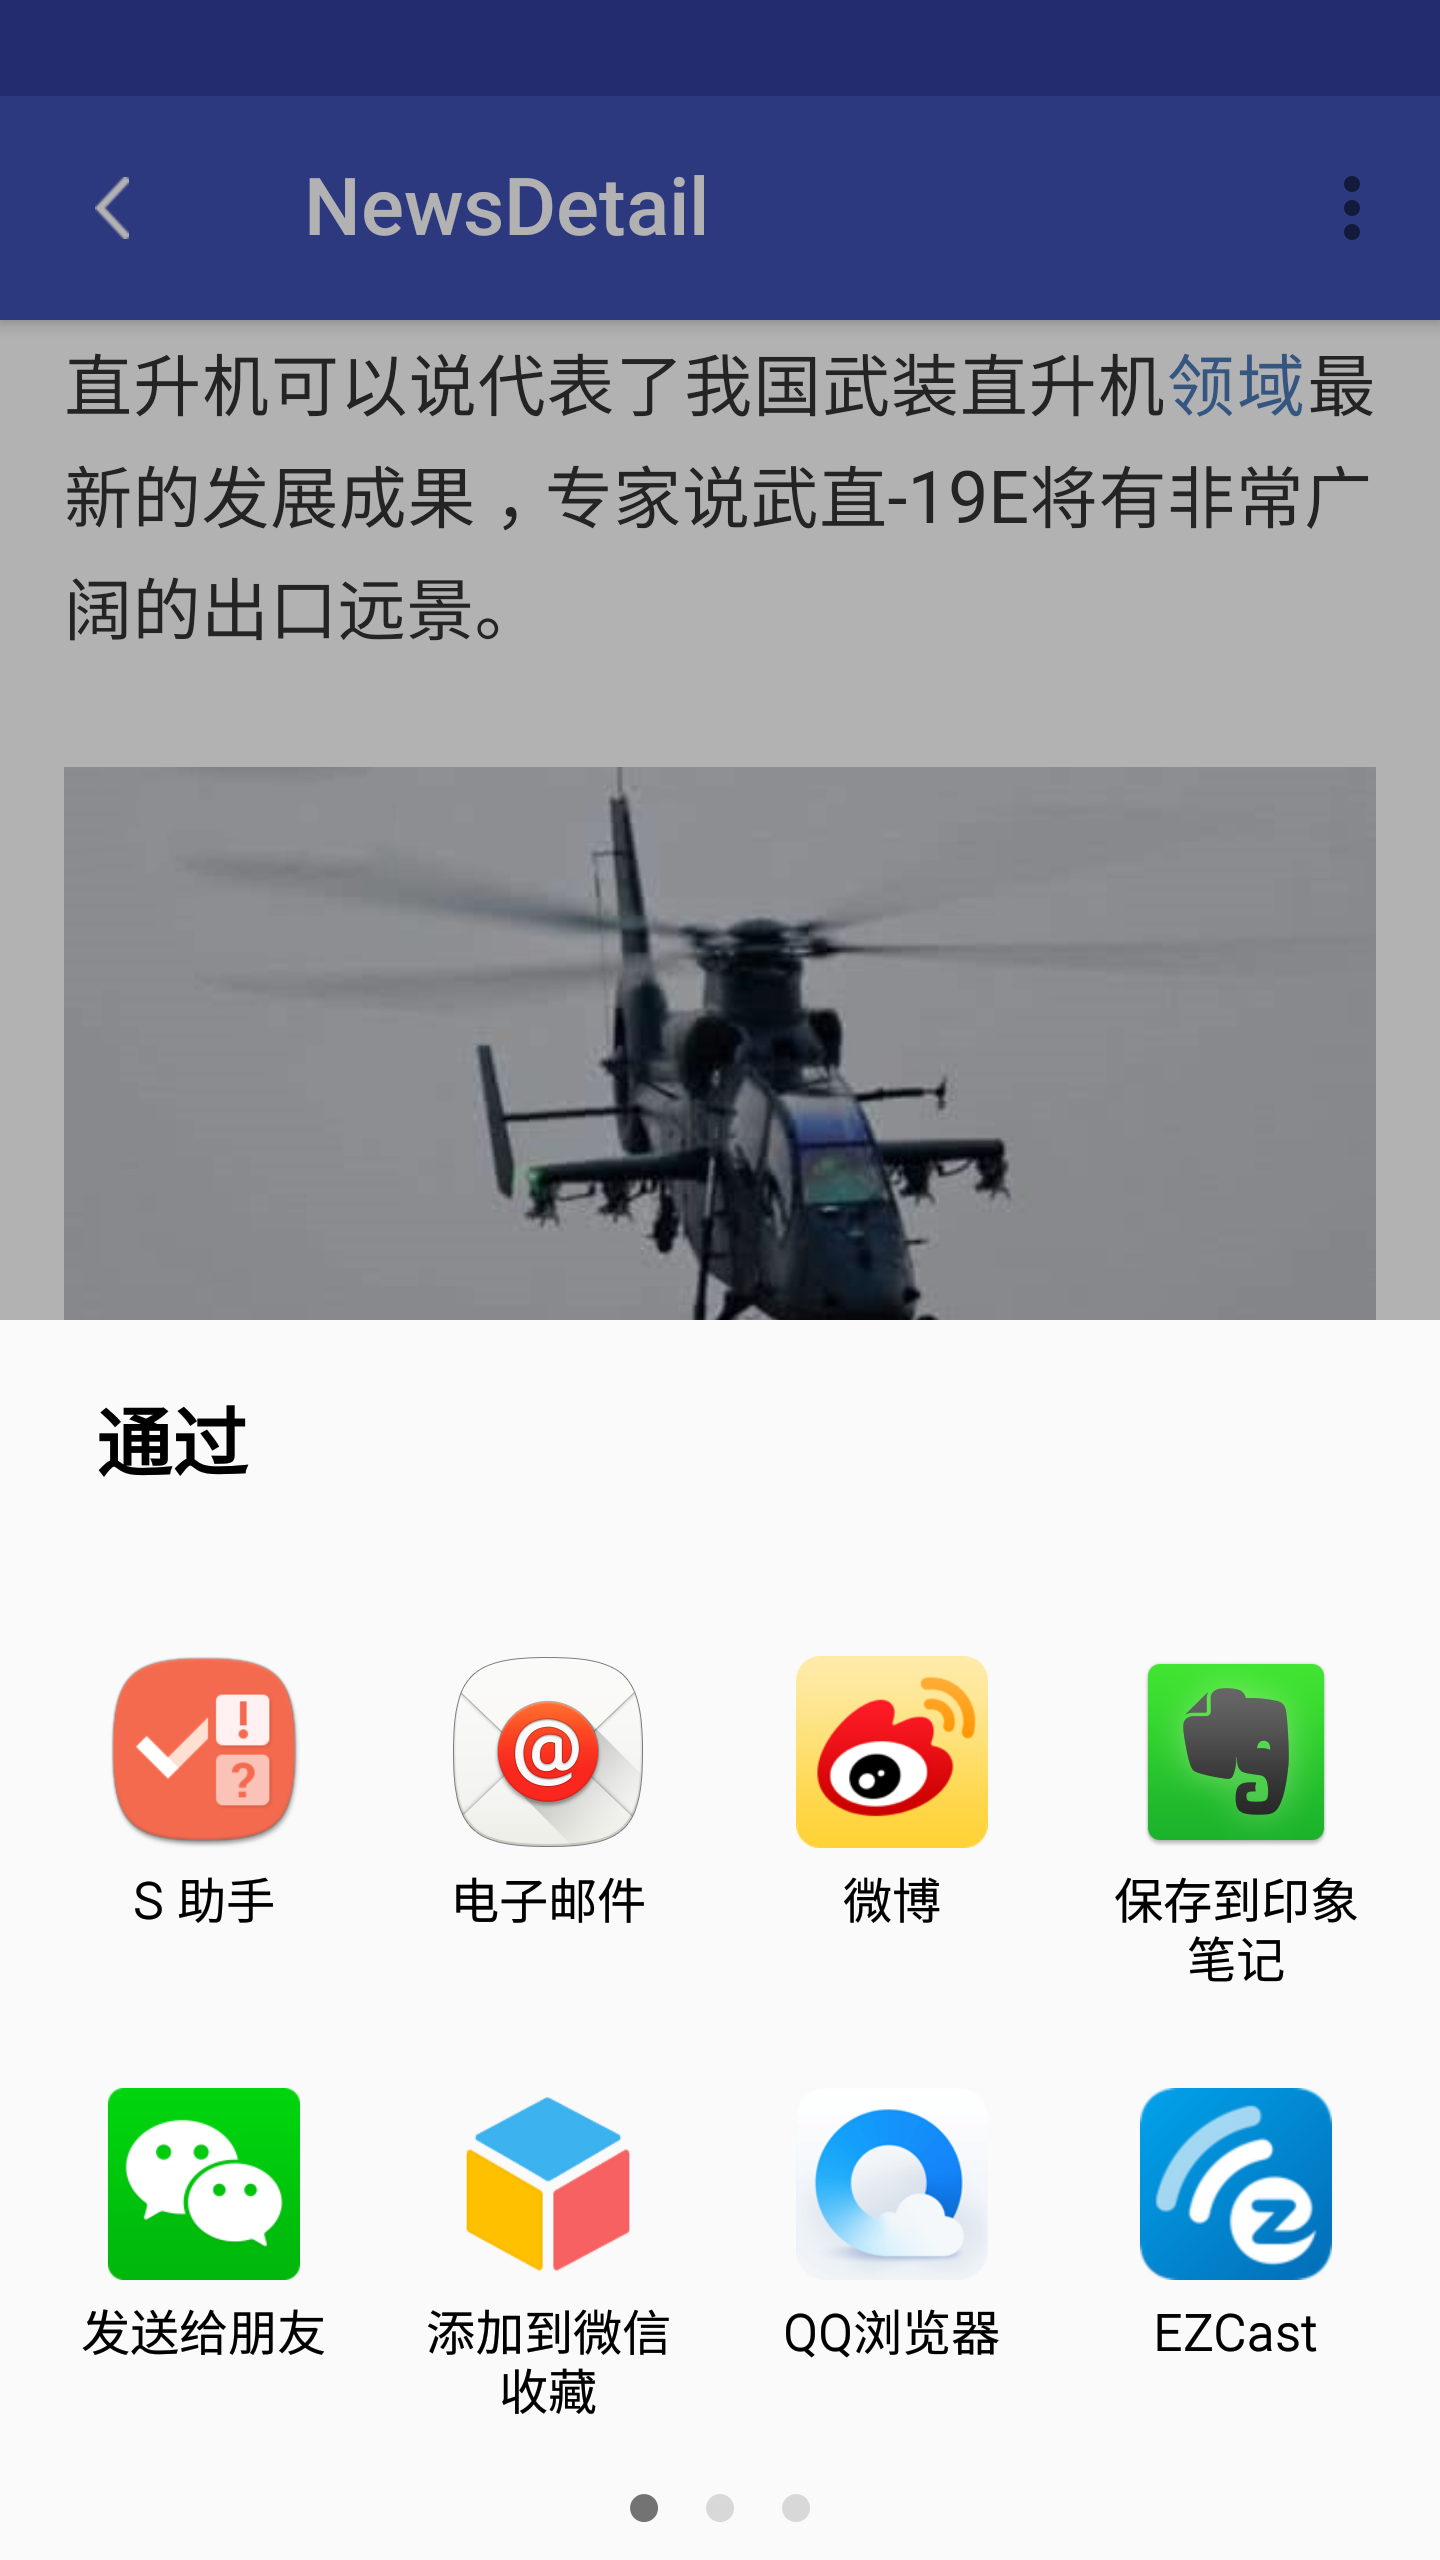 NewsDetail
直升机可以说代表了我国武装直升机领域最
新的发展成果，专家说武直-19E将有非常广
阔的出口远景。
通过
S 助手
电子邮件
微博
保存到印象
笔记
发送给朋友
添加到微信
收藏
QQ浏览器
EZCast